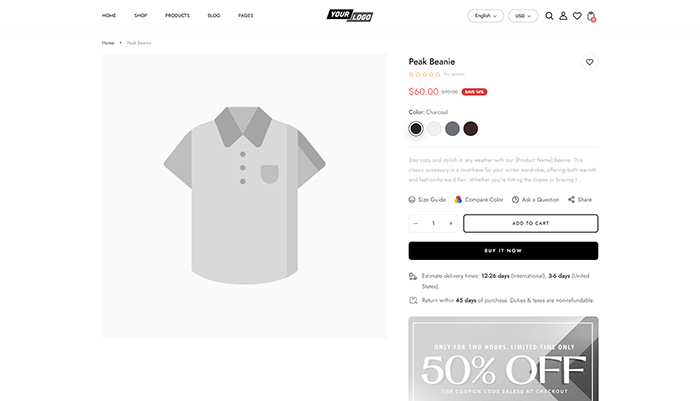 HOME SHOP PRODUCTS BLOG PAGES
YOUR LOGO
English USD
Home Peak Beanie
Peak Beanie
No reviews
$60.00 $70.00 SAVE 14%
Color: Charcoal
Stay cozy and stylish in any weather with our [Product Name] beanie. This
classic accessory is a must-have for your winter wardrobe, offering both warmth
and fashion-forward flair. Whether you're hitting the slopes or braving t...
Size Guide Compare Color Ask a Question Share
− 1 + ADD TO CART
BUY IT NOW
Estimate delivery times: 12-26 days (International), 3-6 days (United
States).
Return within 45 days of purchase. Duties & taxes are non-refundable.
ONLY FOR TWO HOURS. LIMITED TIME ONLY
50% OFF
USE COUPON CODE SALE50 AT CHECKOUT